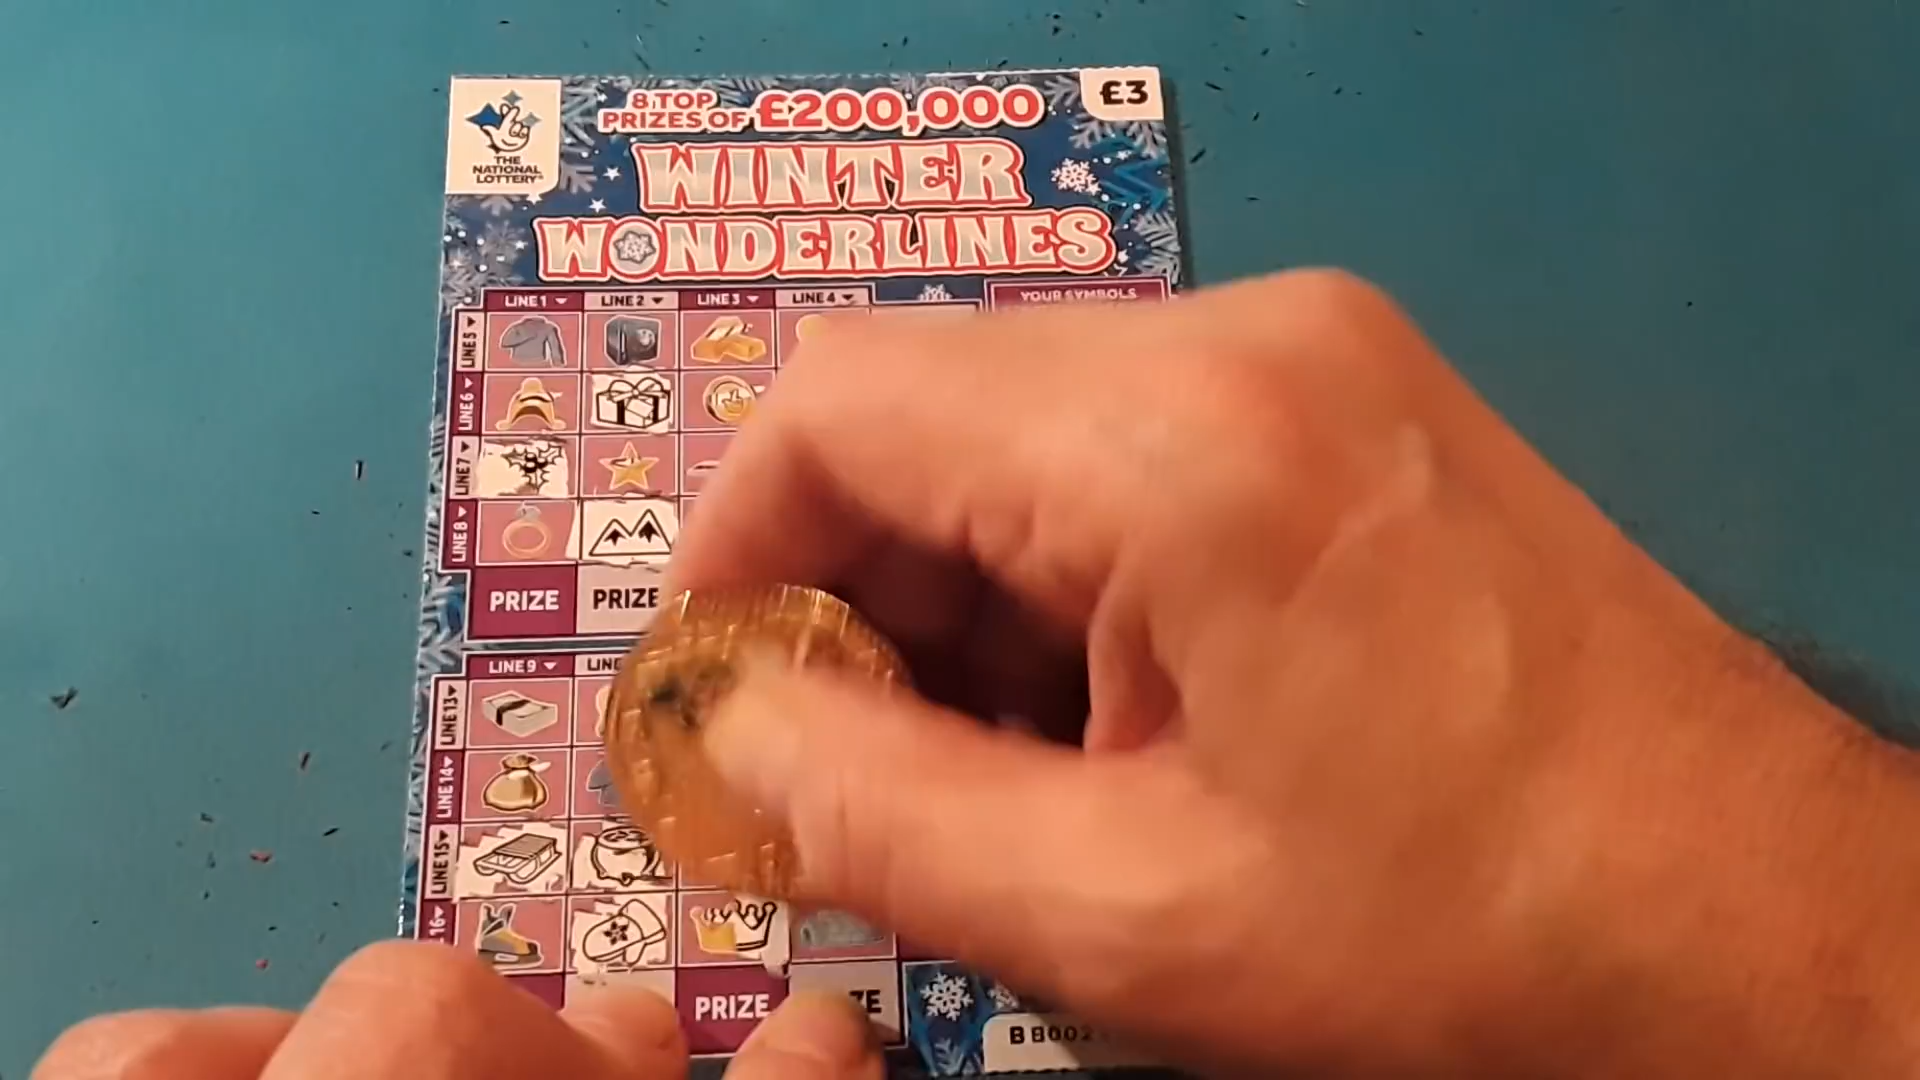 THE
NATIONAL
LOTTERY
8 TOP
PRIZES OF £200,000
£3
WINTER
WONDERLINES
LINE 1 LINE 2 LINE 3 LINE 4
YOUR SYMBOLS
LINE 5
LINE 6
LINE 7
LINE 8
PRIZE PRIZE
LINE 9
LINE 13
LINE 14
LINE 15
16
PRIZE